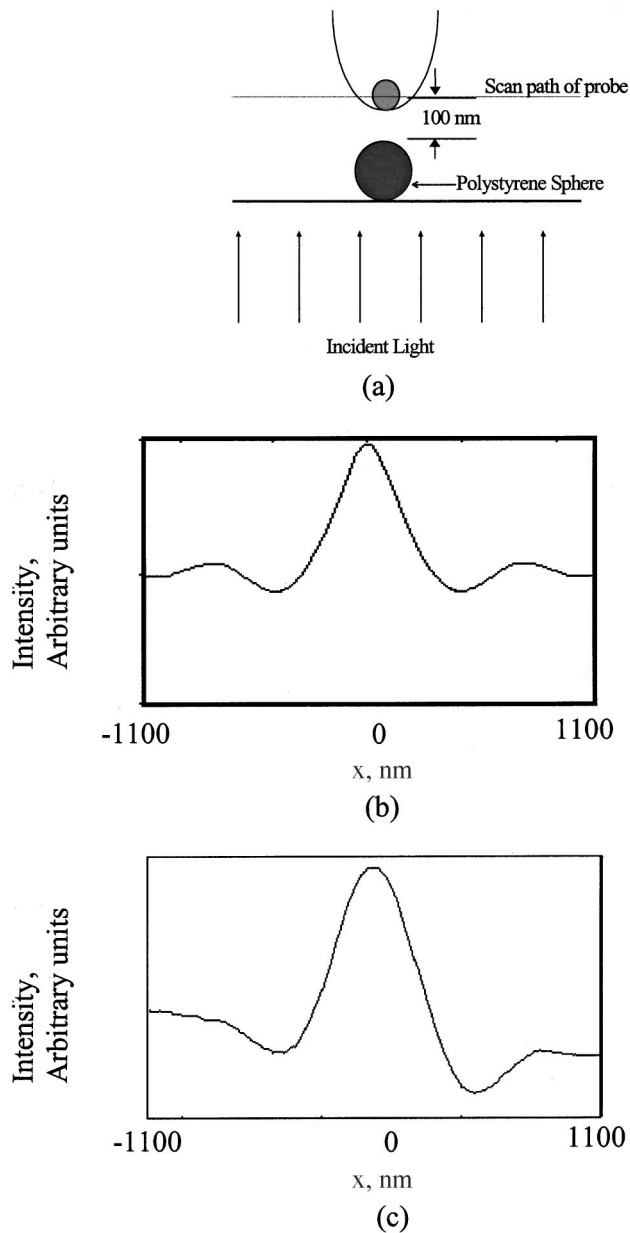 Scan path of probe
100 nm
Polystyrene Sphere
Incident Light
(a)
Intensity,
Arbitrary units
-1100
0
1100
x, nm
(b)
Intensity,
Arbitrary units
-1100
0
1100
x, nm
(c)